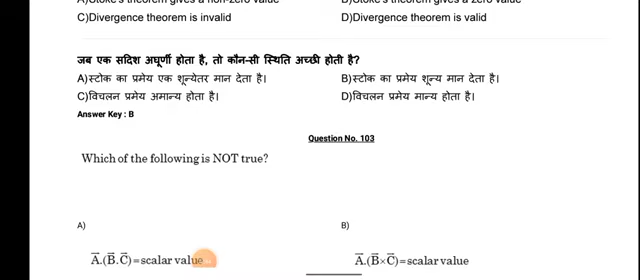 C)Divergence theorem is invalid D)Divergence theorem is valid
जब एक सदिश अघूर्णी होता है, तो कौन-सी स्थिति अच्छी होती है?
A)स्टोक का प्रमेय एक शून्येतर मान देता है। B)स्टोक का प्रमेय शून्य मान देता है।
C)विचलन प्रमेय अमान्य होता है। D)विचलन प्रमेय मान्य होता है।
Answer Key : B
Question No. 103
Which of the following is NOT true?
A) B)
A⃗.(B⃗.C⃗)=scalar value A⃗.(B⃗×C⃗)=scalar value